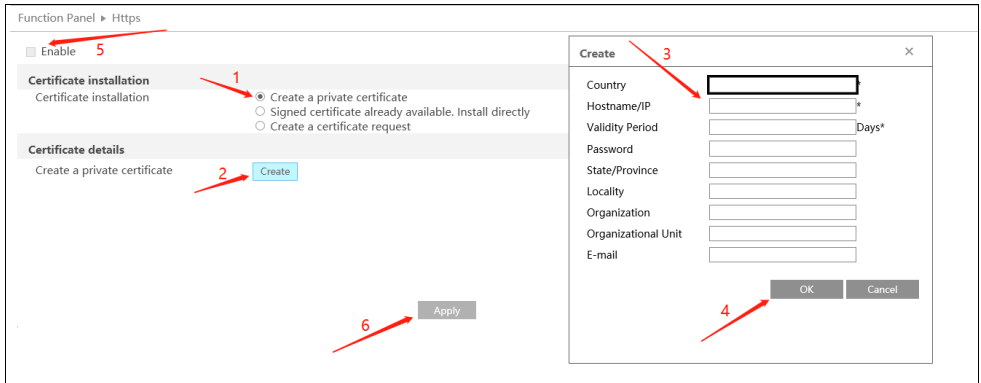 Function Panel ▸ Https
Enable 5
Certificate installation
Certificate installation
1
Create a private certificate
Signed certificate already available. Install directly
Create a certificate request
Certificate details
Create a private certificate 2 Create
6 Apply
Create ×
3
Country *
Hostname/IP *
Validity Period Days*
Password
State/Province
Locality
Organization
Organizational Unit
E-mail
OK Cancel
4